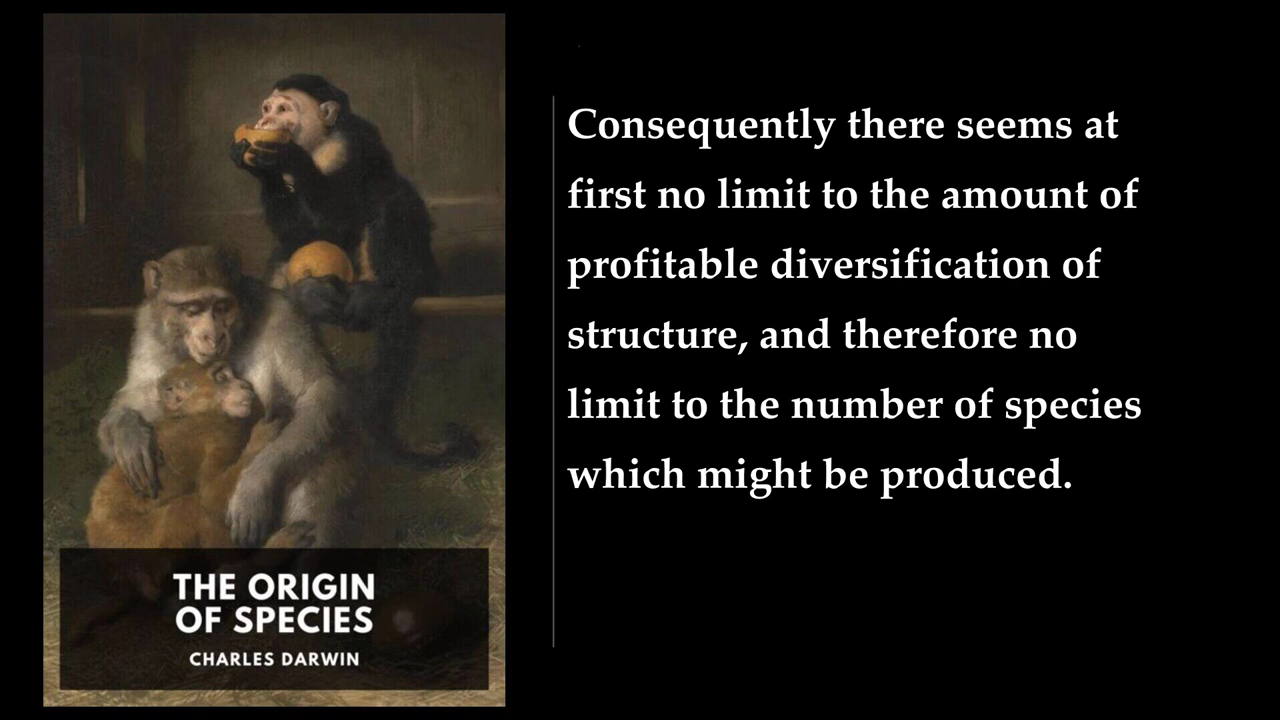 Consequently there seems at
first no limit to the amount of
profitable diversification of
structure, and therefore no
limit to the number of species
which might be produced.
THE ORIGIN
OF SPECIES
CHARLES DARWIN